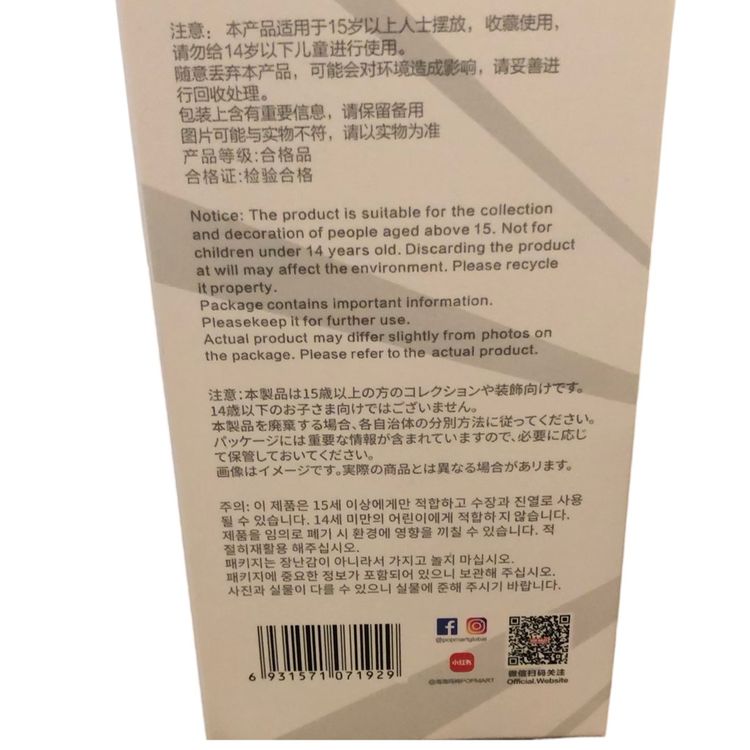 注意：本产品适用于15岁以上人士摆放，收藏使用，
请勿给14岁以下儿童进行使用。
随意丢弃本产品，可能会对环境造成影响，请妥善进
行回收处理。
包装上含有重要信息，请保留备用
图片可能与实物不符，请以实物为准
产品等级:合格品
合格证:检验合格
Notice: The product is suitable for the collection
and decoration of people aged above 15. Not for
children under 14 years old. Discarding the product
at will may affect the environment. Please recycle
it property.
Package contains important information.
Pleasekeep it for further use.
Actual product may differ slightly from photos on
the package. Please refer to the actual product.
注意:本製品は15歳以上の方のコレクションや装飾向けです。
14歳以下のお子さま向けではございません。
本製品を廃棄する場合、各自治体の分別方法に従ってください。
パッケージには重要な情報が含まれていますので、必要に応じ
て保管しておいてください。
画像はイメージです。実際の商品とは異なる場合があリます。
주의: 이 제품은 15세 이상에게만 적합하고 수장과 진열로 사용
될 수 있습니다. 14세 미만의 어린이에게 적합하지 않습니다.
제품을 임의로 폐기 시 환경에 영향을 끼칠 수 있습니다. 적
절히재활용 해주십시오.
패키지는 장난감이 아니라서 가지고 놀지 마십시오.
패키지에 중요한 정보가 포함되어 있으니 보관해 주십시오.
사진과 실물이 다를 수 있으니 실물에 준해 주시기 바랍니다.
@popmartglobal
小红书
POPMART
微信扫码关注
Official.Website
6 931571 071929